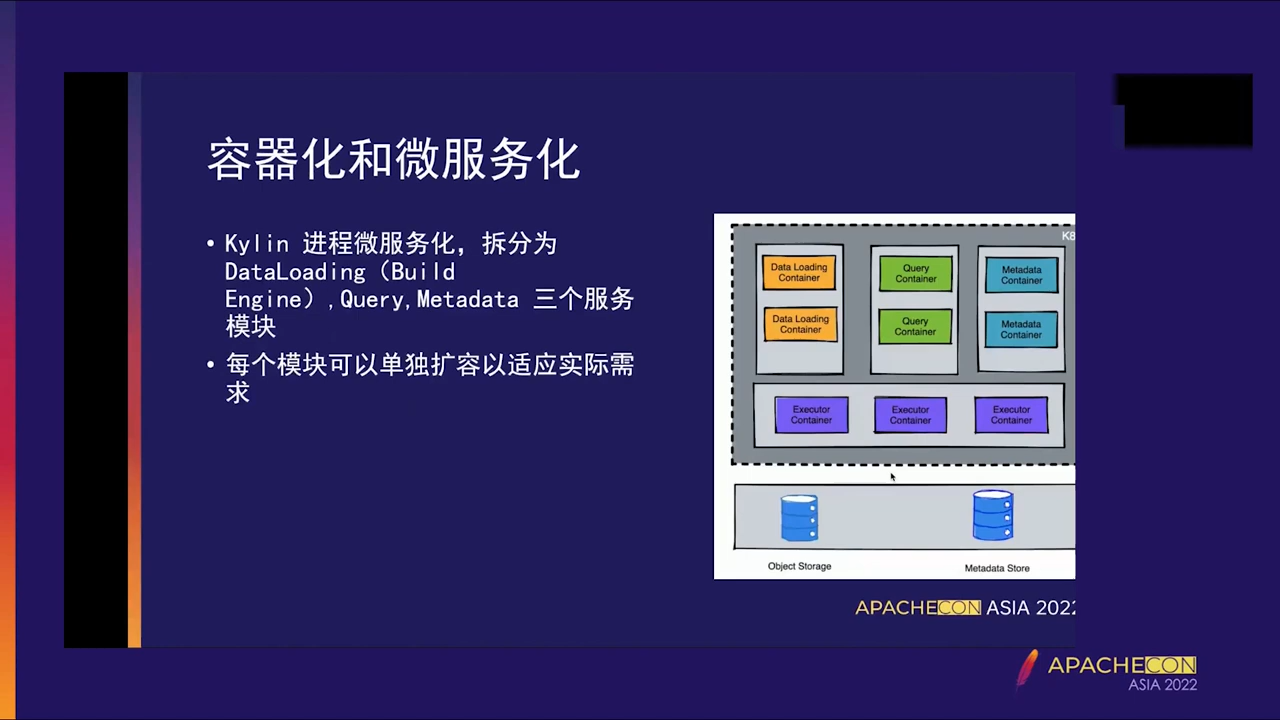 容器化和微服务化
• Kylin 进程微服务化，拆分为
DataLoading（Build
Engine）,Query,Metadata 三个服务
模块
• 每个模块可以单独扩容以适应实际需
求
K8
Data Loading
Container
Query
Container
Metadata
Container
Data Loading
Container
Query
Container
Metadata
Container
Executor
Container
Executor
Container
Executor
Container
Object Storage
Metadata Store
APACHECON ASIA 2022
APACHECON
ASIA 2022